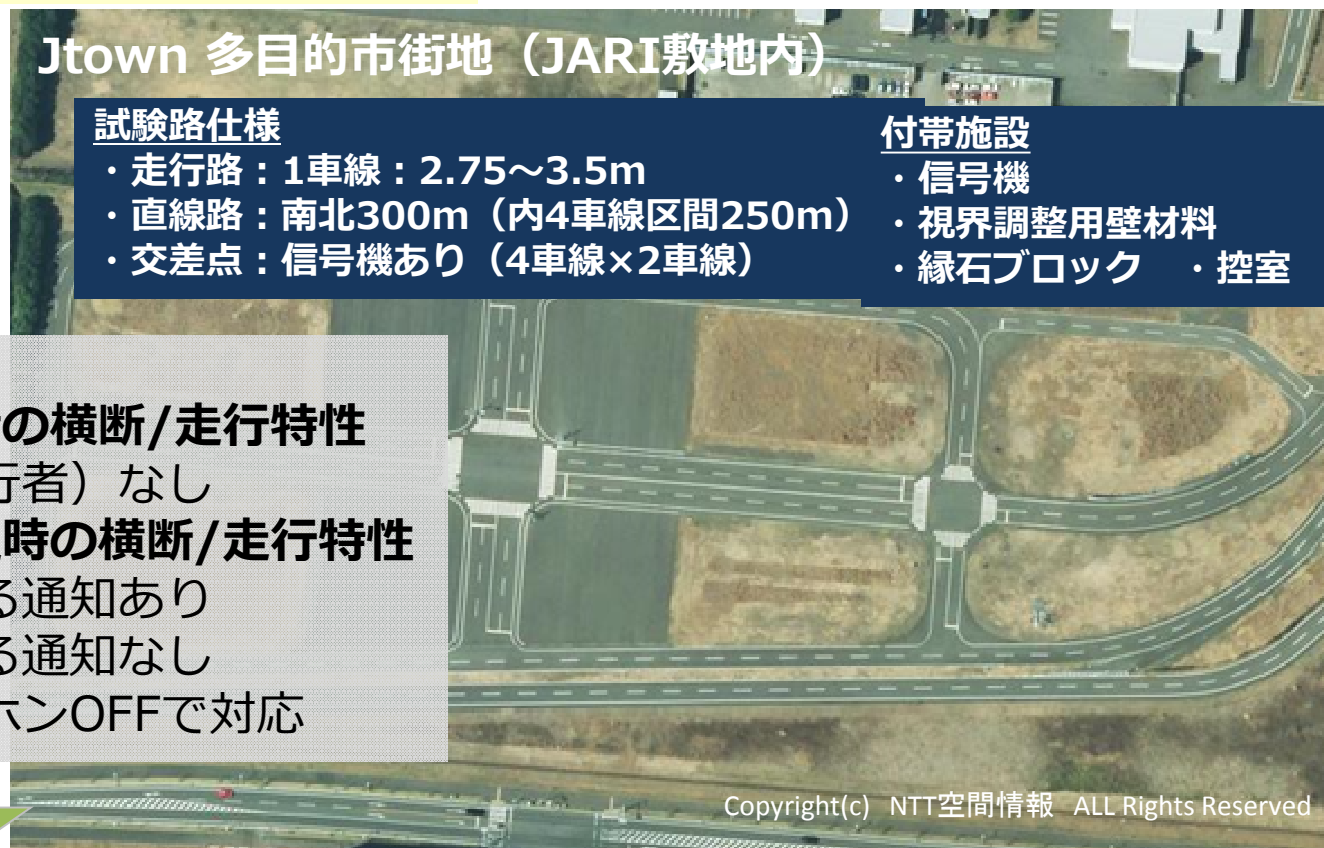 Jtown 多目的市街地（JARI敷地内）
試験路仕様
・走行路：1車線：2.75～3.5m
・直線路：南北300m（内4車線区間250m）
・交差点：信号機あり（4車線×2車線）
付帯施設
・信号機
・視界調整用壁材料
・縁石ブロック　・控室
の横断/走行特性
行者）なし
時の横断/走行特性
る通知あり
る通知なし
ホンOFFで対応
Copyright(c) NTT空間情報 ALL Rights Reserved